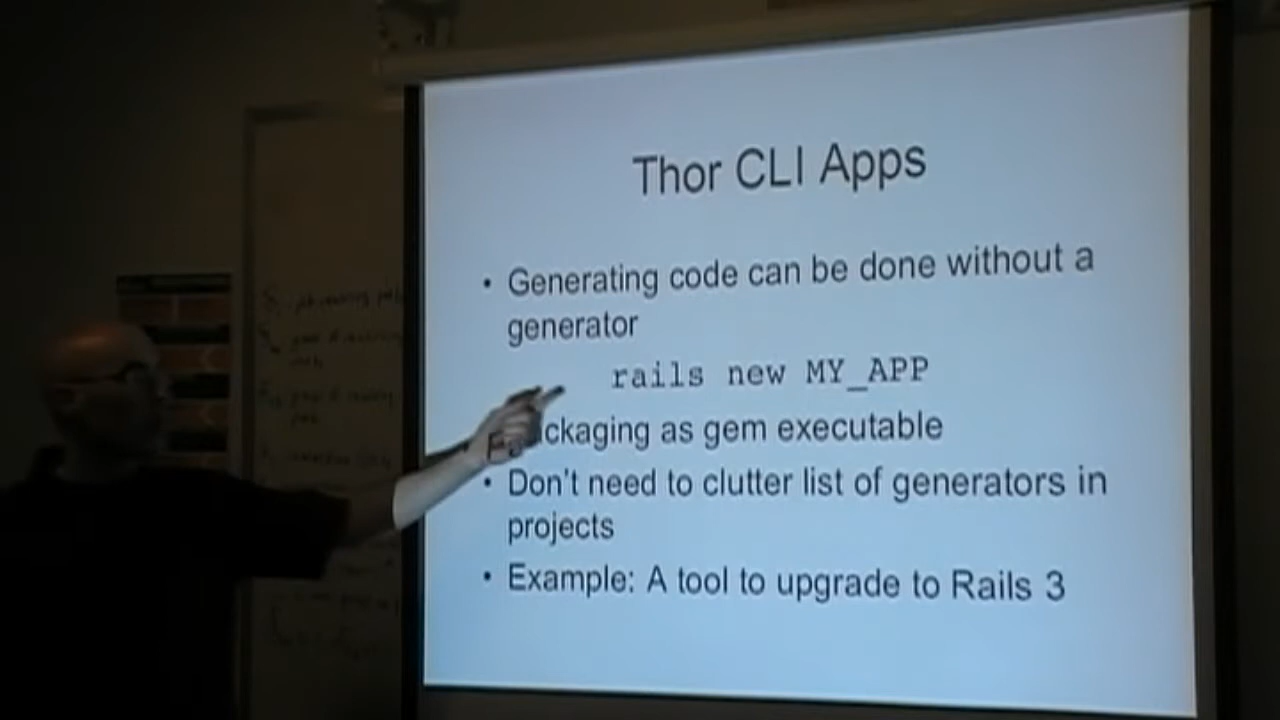 Thor CLI Apps
• Generating code can be done without a
generator
rails new MY_APP
ckaging as gem executable
• Don't need to clutter list of generators in
projects
• Example: A tool to upgrade to Rails 3